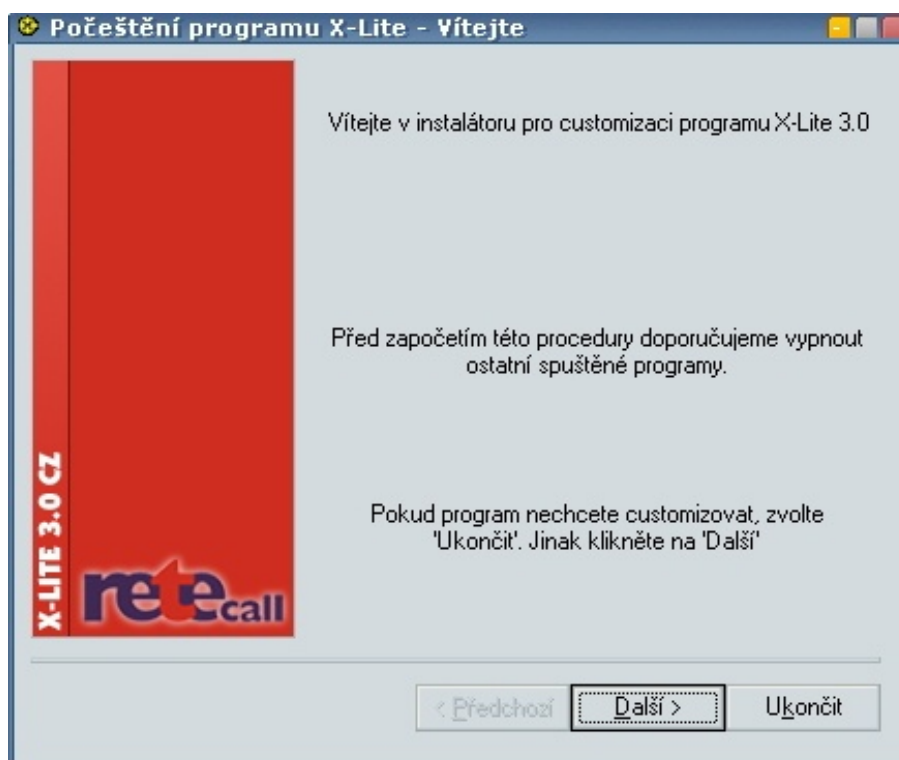 Počeštění programu X-Lite - Vítejte
Vítejte v instalátoru pro customizaci programu X-Lite 3.0
Před započetím této procedury doporučujeme vypnout
ostatní spuštěné programy.
Pokud program nechcete customizovat, zvolte
'Ukončit'. Jinak klikněte na 'Další'
X-LITE 3.0 CZ
retecall
< Předchozí
Další >
Ukončit